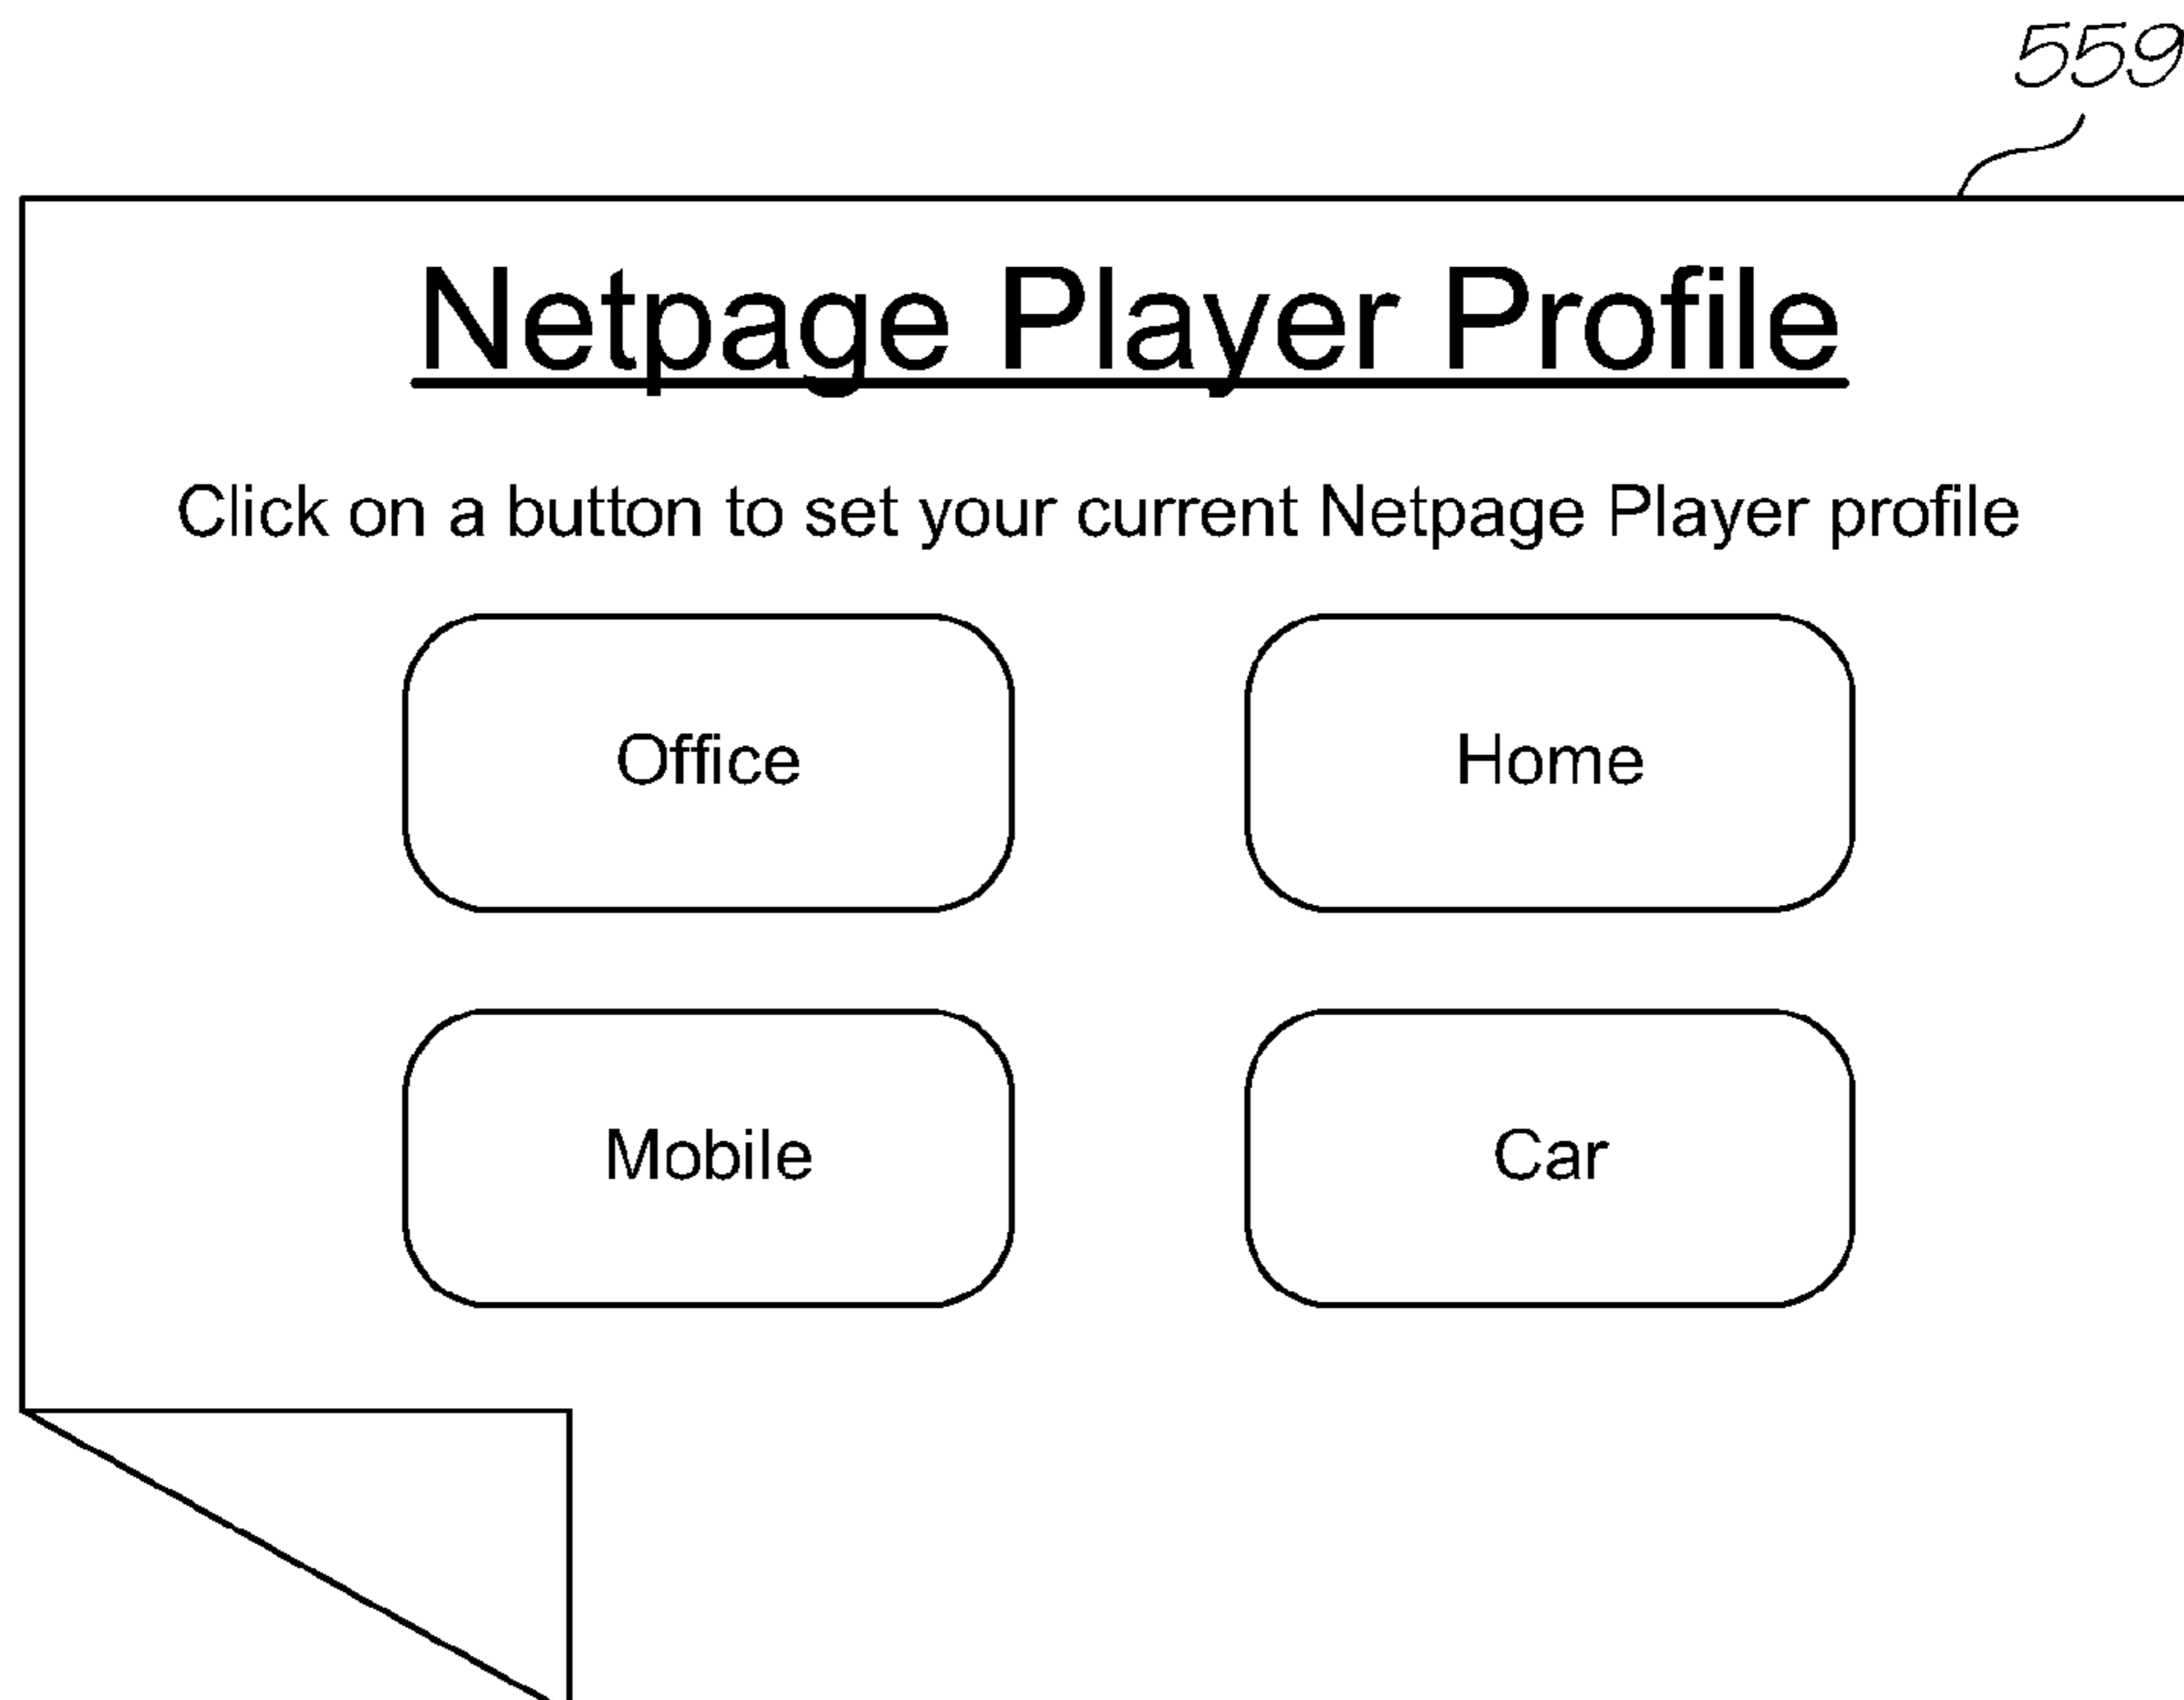 559
Netpage Player Profile
Click on a button to set your current Netpage Player profile
Office Home
Mobile Car